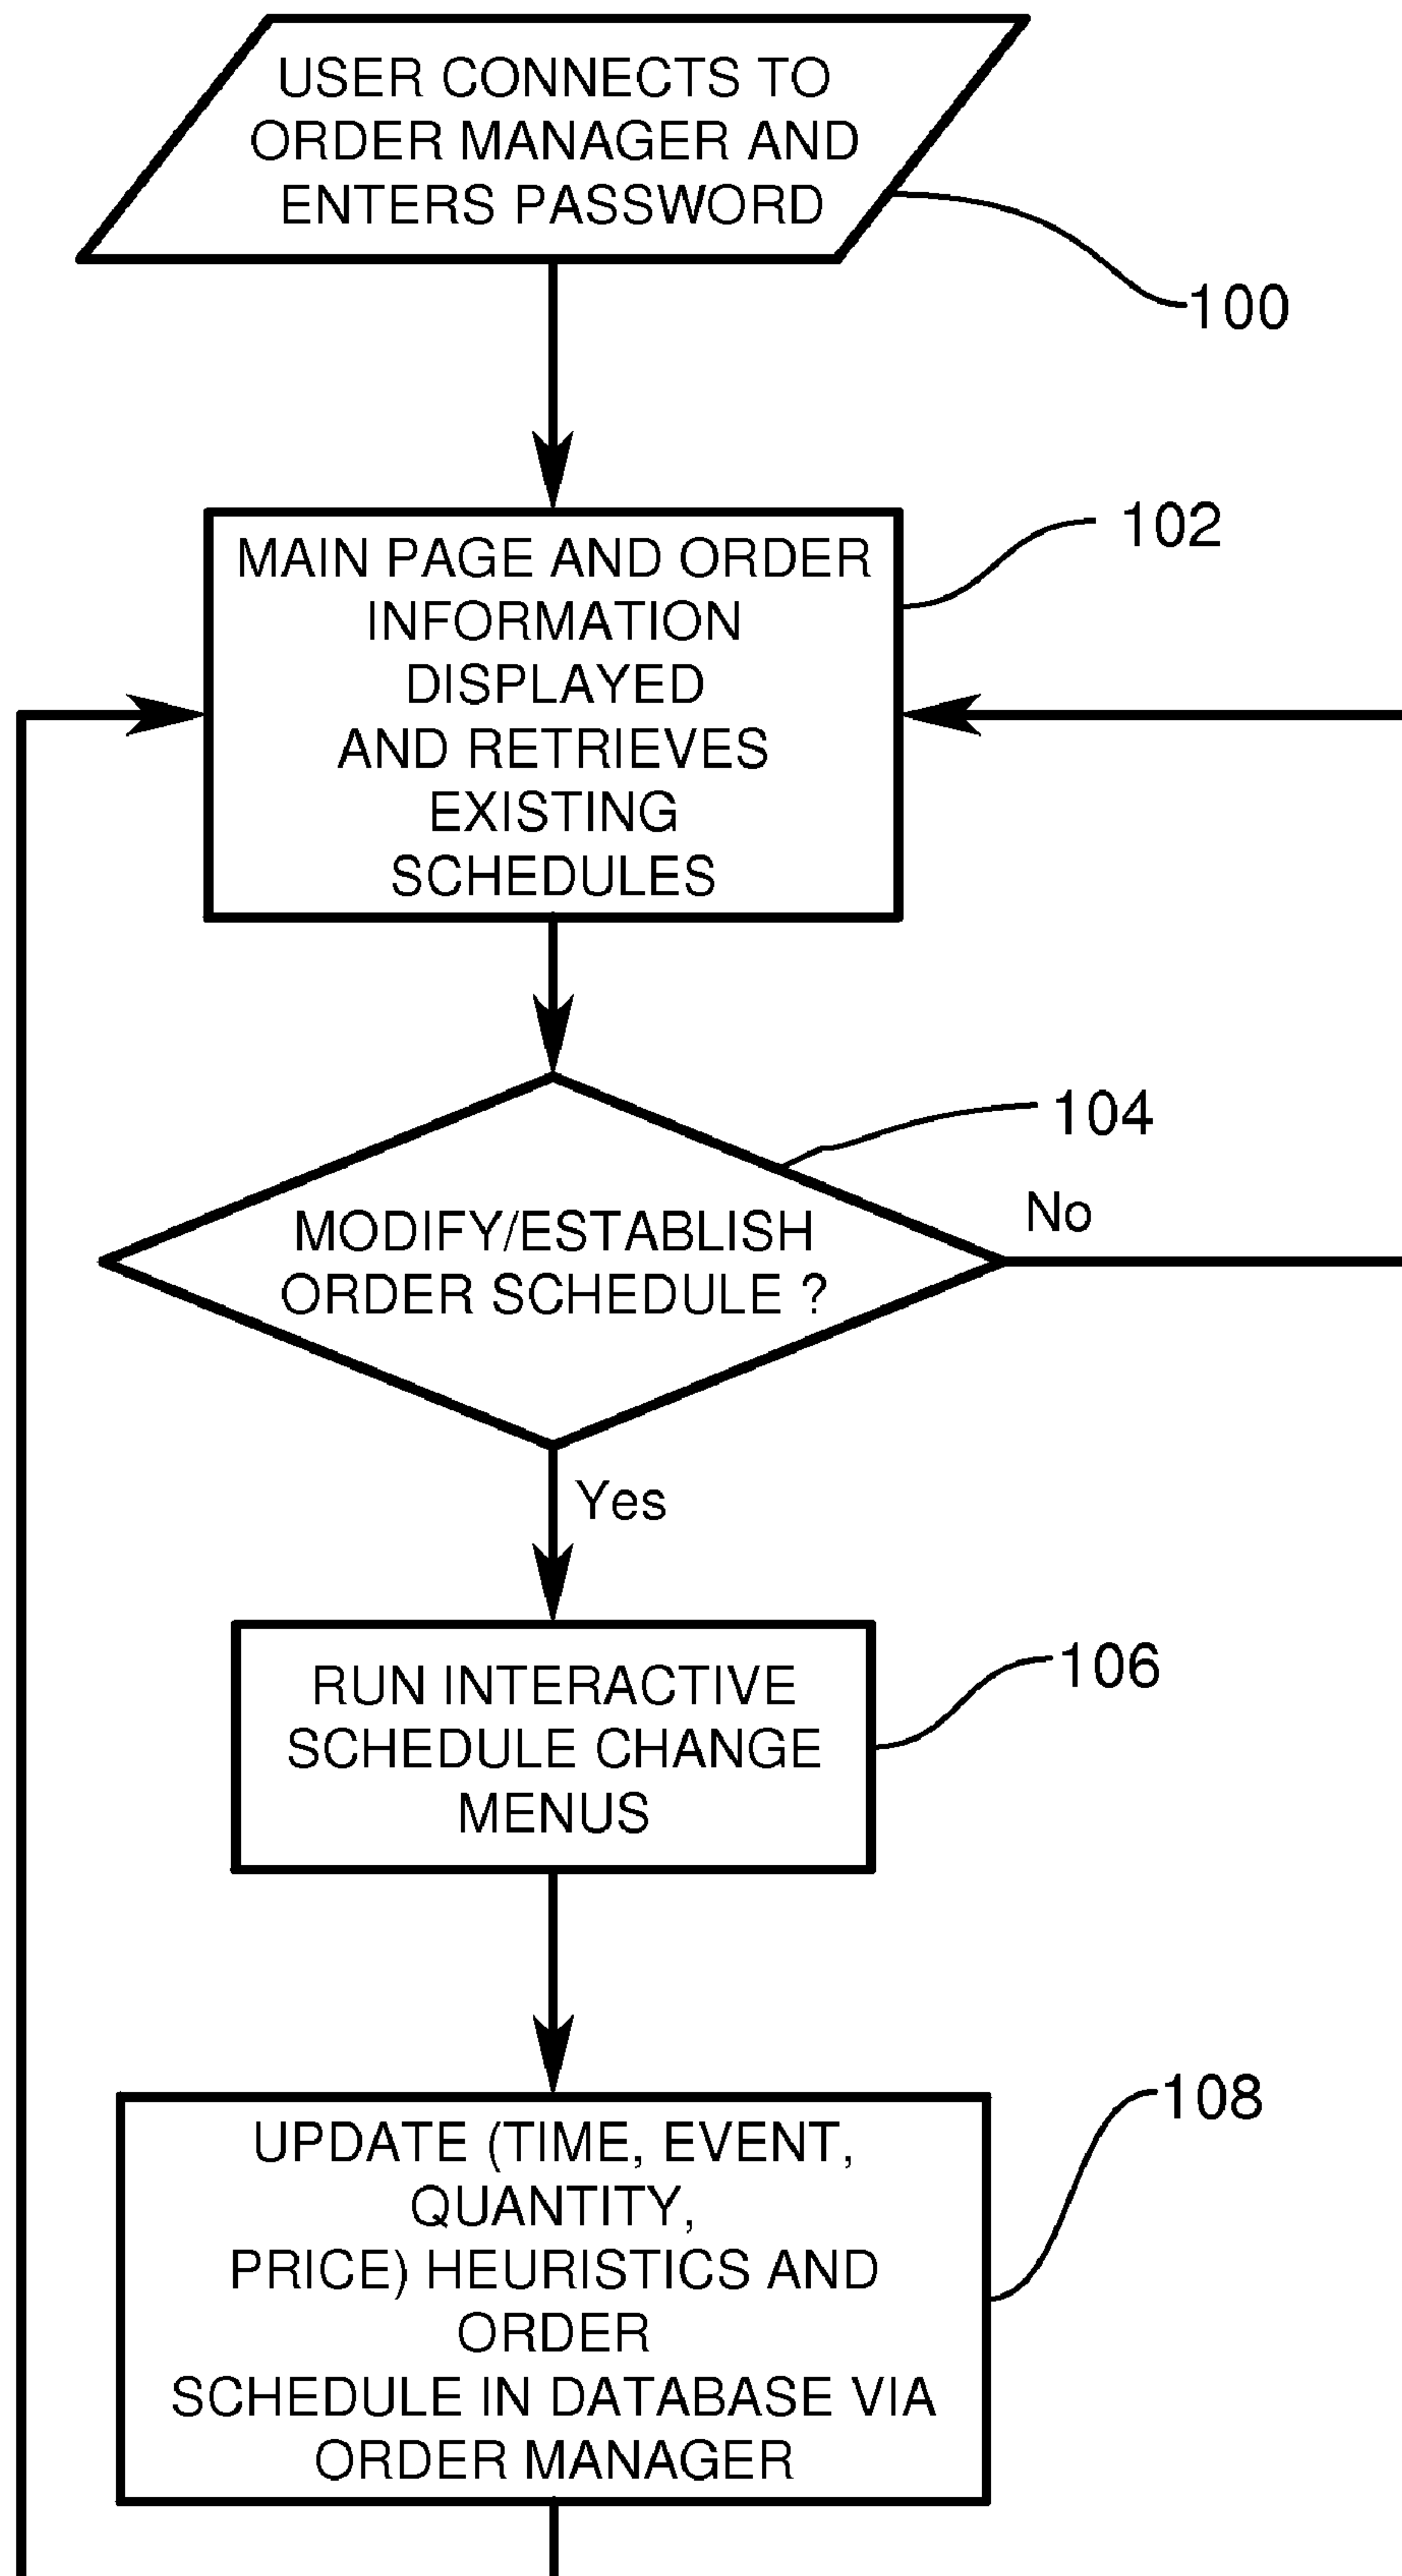 USER CONNECTS TO
ORDER MANAGER AND
ENTERS PASSWORD
100
102
MAIN PAGE AND ORDER
INFORMATION
DISPLAYED
AND RETRIEVES
EXISTING
SCHEDULES
104
No
MODIFY/ESTABLISH
ORDER SCHEDULE ?
Yes
106
RUN INTERACTIVE
SCHEDULE CHANGE
MENUS
108
UPDATE (TIME, EVENT,
QUANTITY,
PRICE) HEURISTICS AND
ORDER
SCHEDULE IN DATABASE VIA
ORDER MANAGER